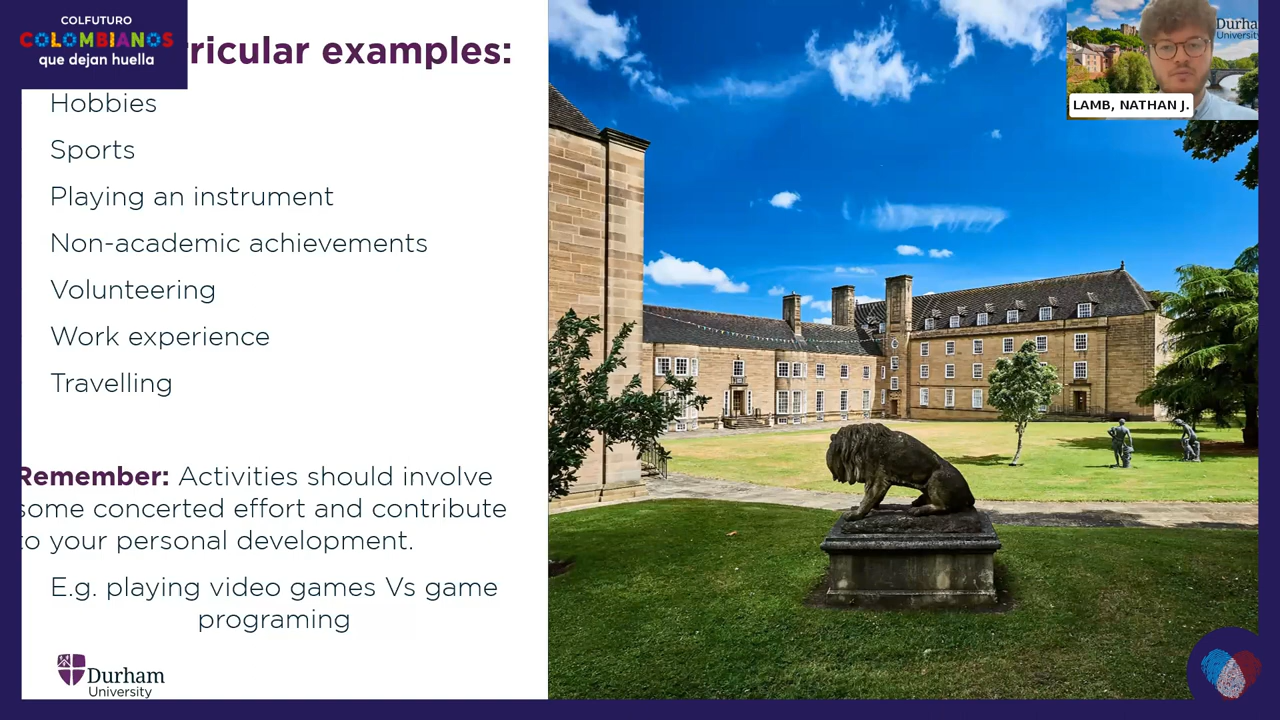 COLFUTURO
COLOMBIANOS
que dejan huella
rricular examples:
Hobbies
Sports
Playing an instrument
Non-academic achievements
Volunteering
Work experience
Travelling
Remember: Activities should involve
some concerted effort and contribute
to your personal development.
E.g. playing video games Vs game
programing
Durham
University
Durham
University
LAMB, NATHAN J.